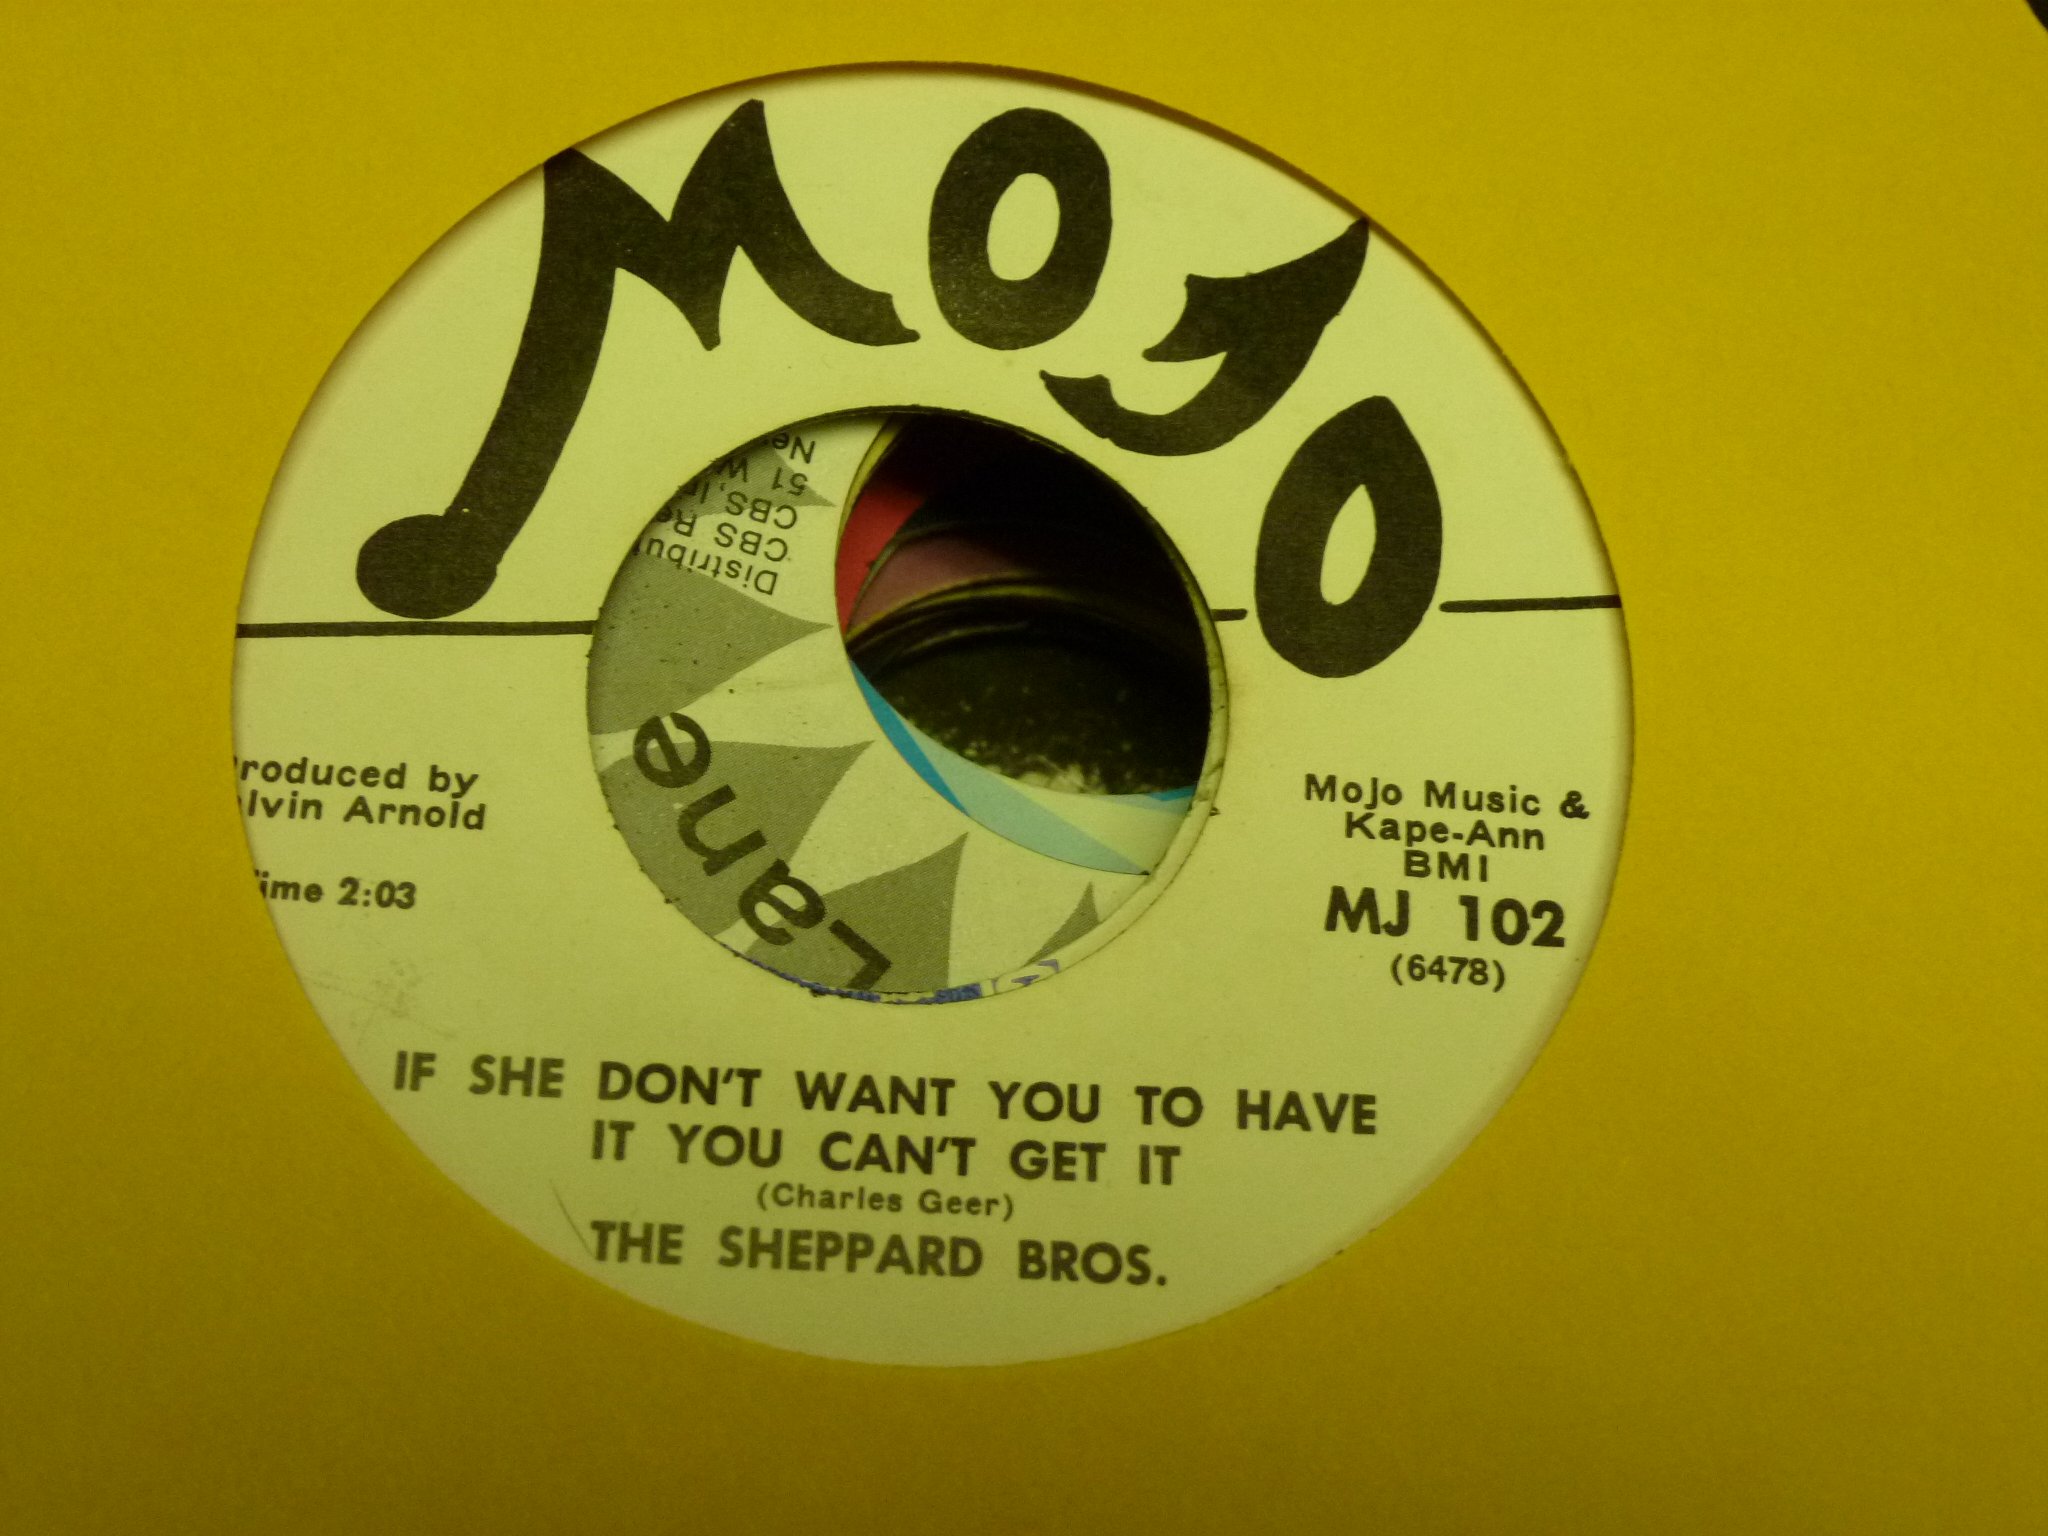 MOJO
roduced by
lvin Arnold
ime 2:03
MoJo Music &
Kape-Ann
BMI
MJ 102
(6478)
IF SHE DON'T WANT YOU TO HAVE
IT YOU CAN'T GET IT
(Charles Geer)
THE SHEPPARD BROS.
Lane
Distribu
CBS Re
CBS, In
51 W
Ne